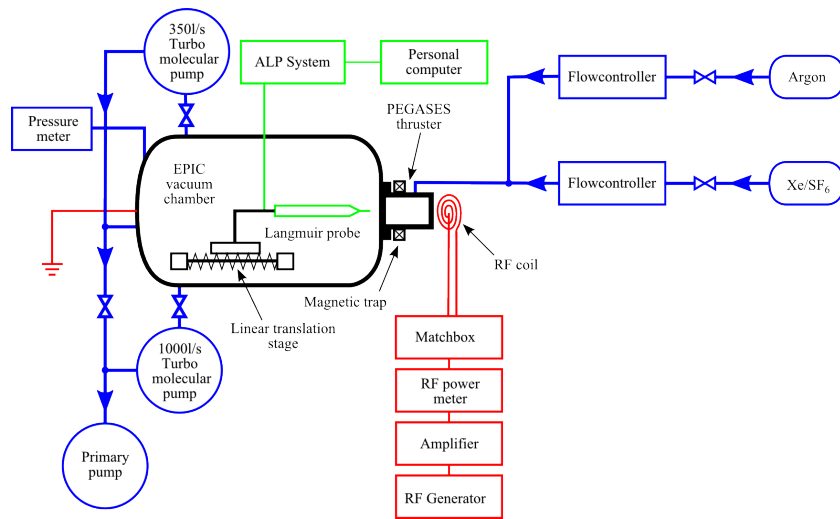 350l/s
Turbo
molecular
pump
ALP System
Personal
computer
Flowcontroller
Argon
Pressure
meter
PEGASES
thruster
EPIC
vacuum
chamber
Flowcontroller
Xe/SF₆
Langmuir probe
RF coil
Magnetic trap
Linear translation
stage
1000l/s
Turbo
molecular
pump
Matchbox
RF power
meter
Amplifier
Primary
pump
RF Generator